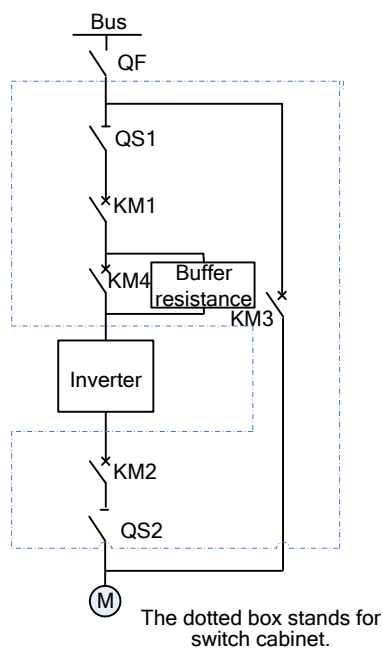 Bus
QF
QS1
KM1
KM4
Buffer
resistance
KM3
Inverter
KM2
QS2
M
The dotted box stands for
switch cabinet.